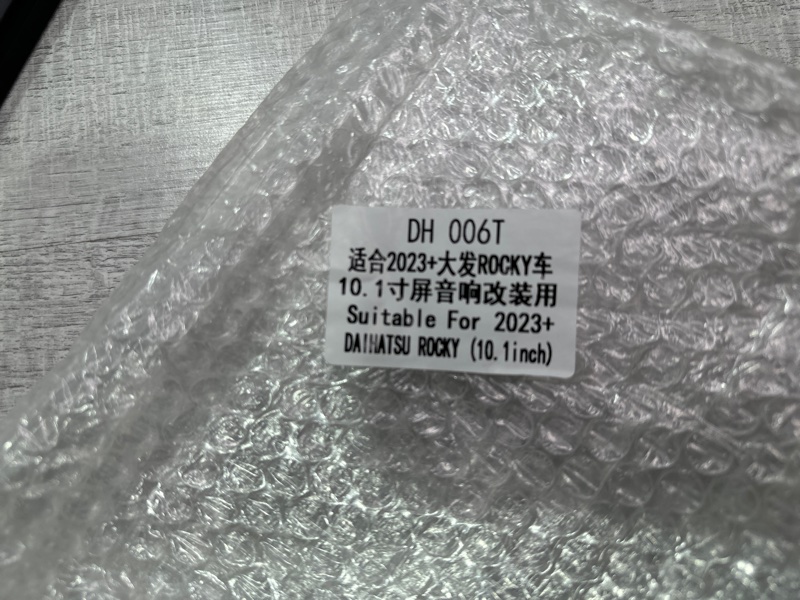 DH 006T
适合2023+大发ROCKY车
10.1寸屏音响改装用
Suitable For 2023+
DAIHATSU ROCKY (10.1inch)